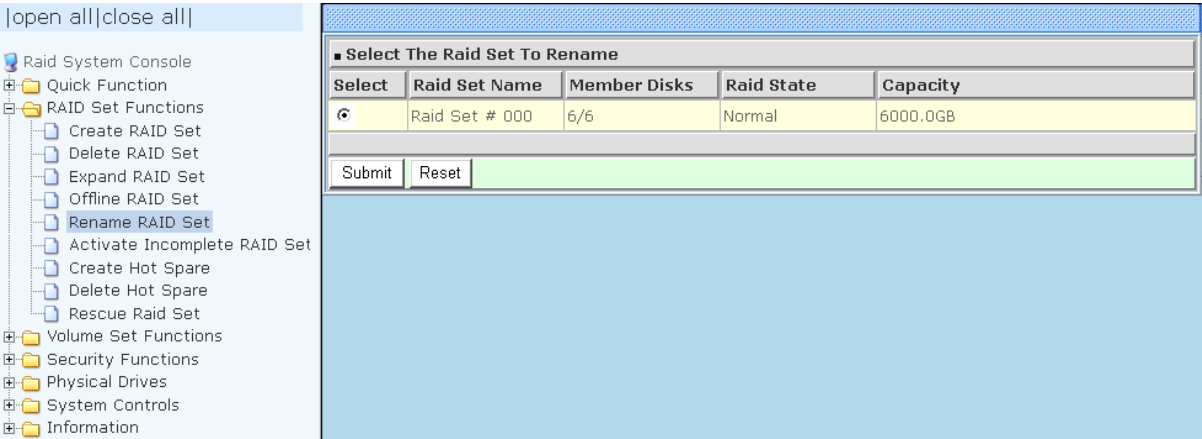 |open all|close all|
Raid System Console
Quick Function
RAID Set Functions
Create RAID Set
Delete RAID Set
Expand RAID Set
Offline RAID Set
Rename RAID Set
Activate Incomplete RAID Set
Create Hot Spare
Delete Hot Spare
Rescue Raid Set
Volume Set Functions
Security Functions
Physical Drives
System Controls
Information
Select The Raid Set To Rename
Select Raid Set Name Member Disks Raid State Capacity
Raid Set # 000 6/6 Normal 6000.0GB
Submit Reset